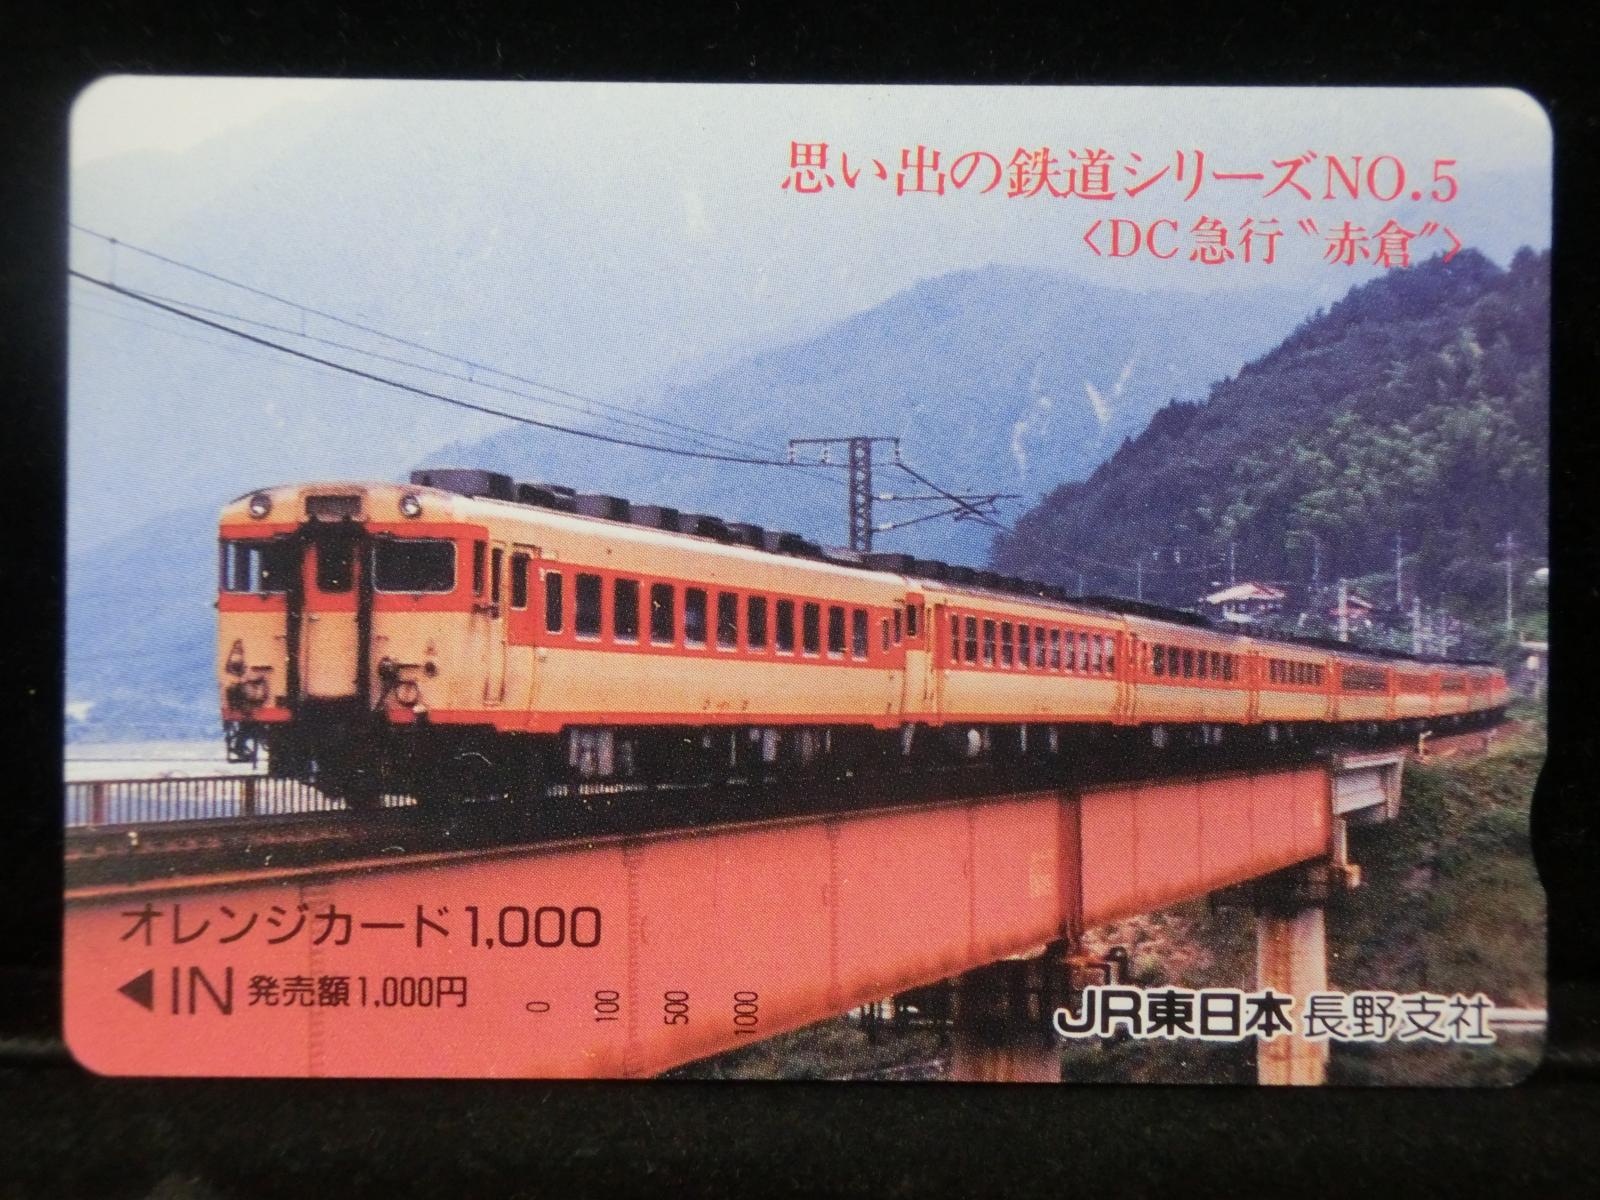 思い出の鉄道シリーズNO.5
〈DC急行〝赤倉〟〉
オレンジカード1,000
◀IN 発売額1,000円
0 100 500 1000
JR東日本 長野支社